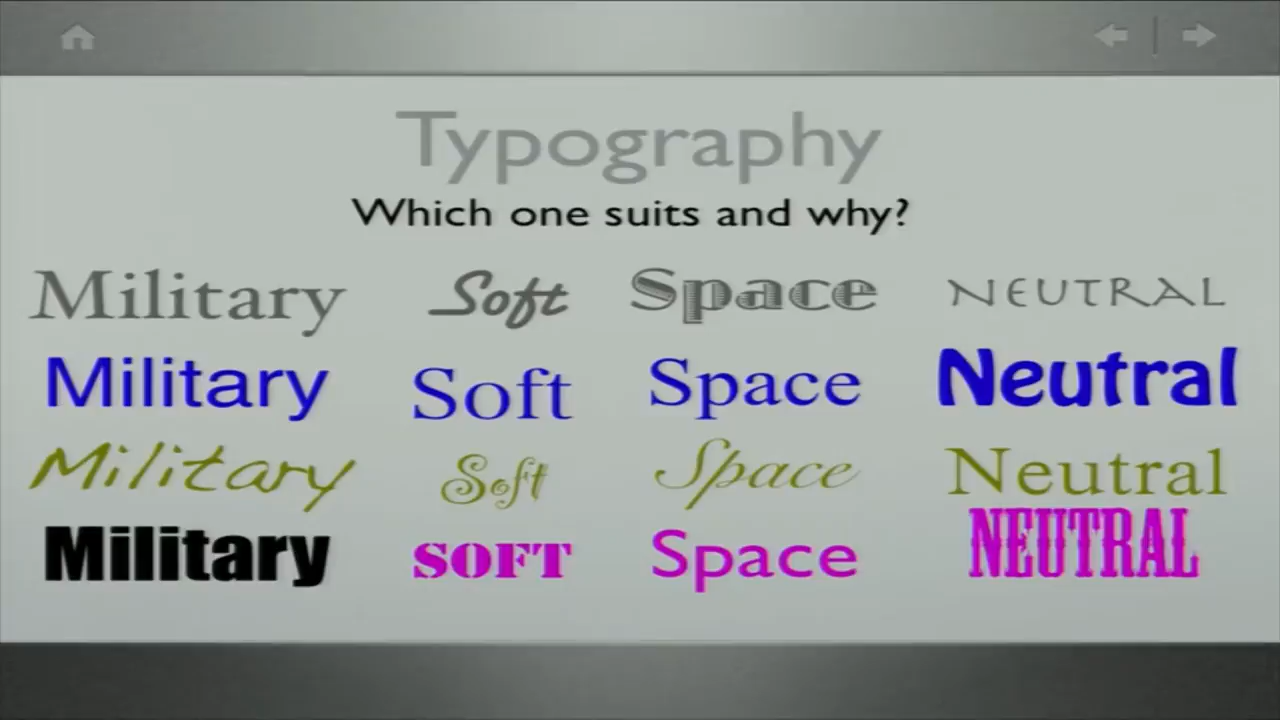 Typography
Which one suits and why?
Military Soft Space NEUTRAL
Military Soft Space Neutral
Military Soft Space Neutral
Military SOFT Space NEUTRAL